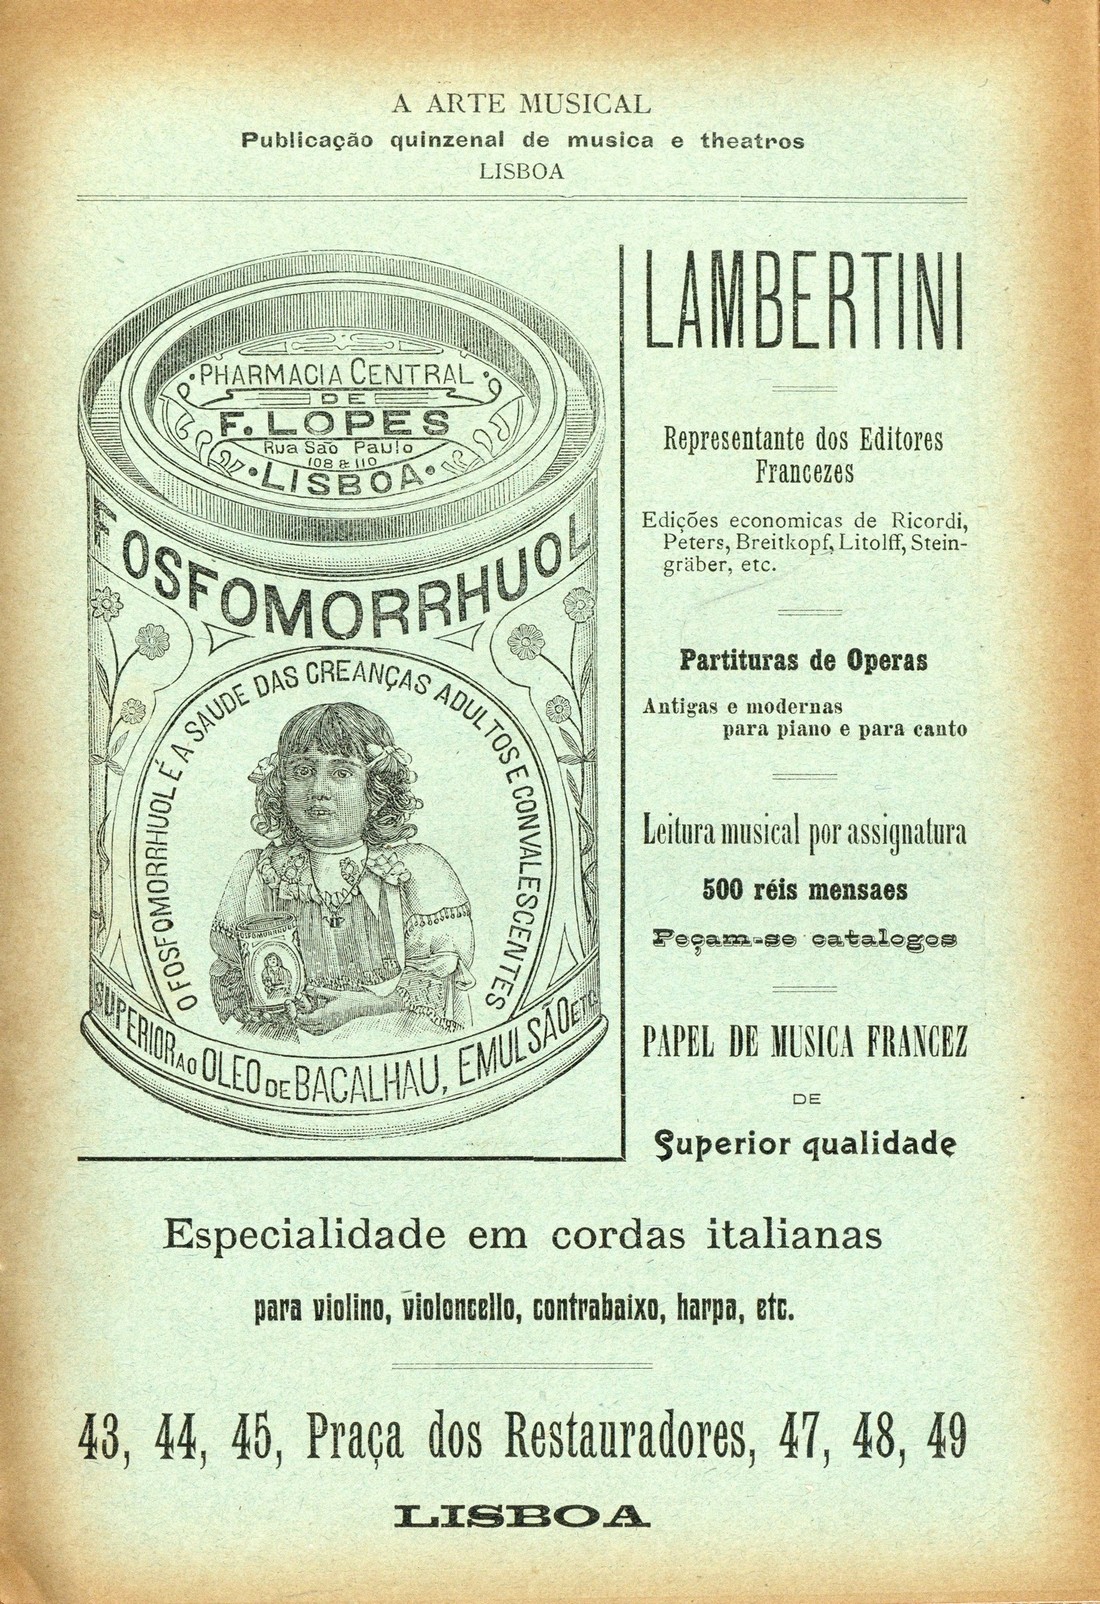 A ARTE MUSICAL
Publicação quinzenal de musica e theatros
LISBOA
PHARMACIA CENTRAL
DE
F. LOPES
Rua São Paulo
108 & 110
LISBOA
FOSFOMORRHUOL
O FOSFOMORRHUOL É A SAUDE DAS CREANÇAS ADULTOS E CONVALESCENTES
FOSFOMORRHUOL
SUPERIOR AO OLEO DE BACALHAU, EMULSÃO ETC.
LAMBERTINI
Representante dos Editores
Francezes
Edições economicas de Ricordi,
Peters, Breitkopf, Litolff, Stein-
gräber, etc.
Partituras de Operas
Antigas e modernas
para piano e para canto
Leitura musical por assignatura
500 réis mensaes
Peçam-se catalogos
PAPEL DE MUSICA FRANCEZ
DE
Superior qualidade
Especialidade em cordas italianas
para violino, violoncello, contrabaixo, harpa, etc.
43, 44, 45, Praça dos Restauradores, 47, 48, 49
LISBOA